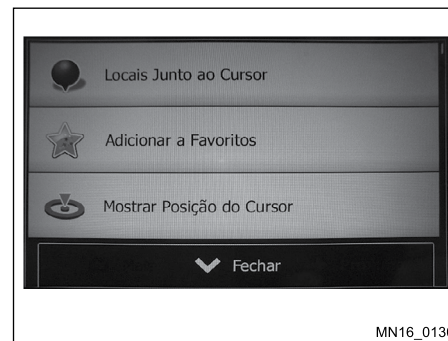 Locais Junto ao Cursor
Adicionar a Favoritos
Mostrar Posição do Cursor
Fechar